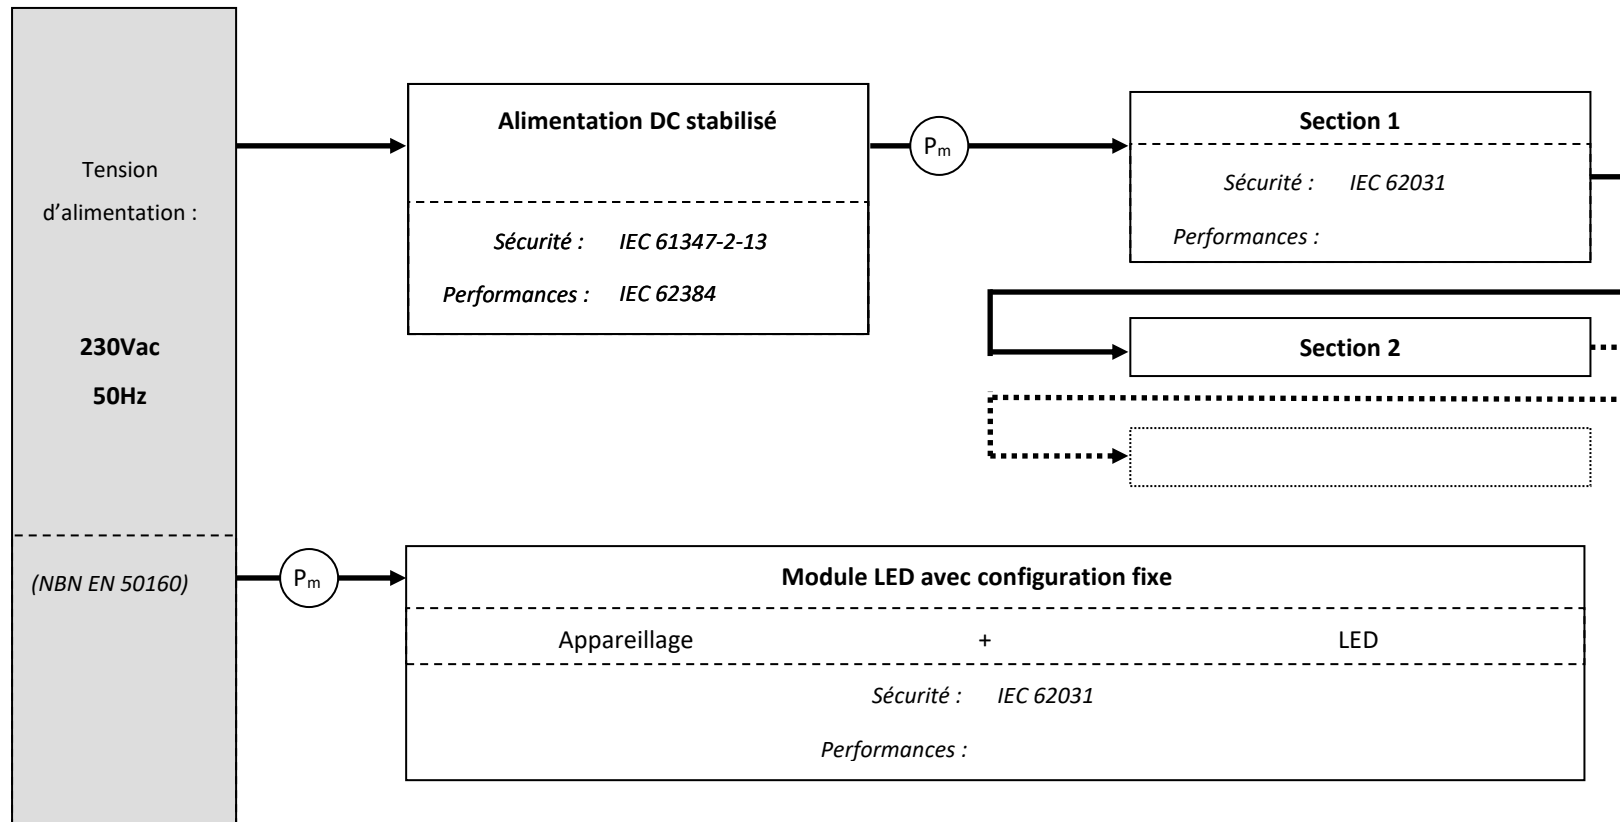 Tension
d’alimentation :
230Vac
50Hz
(NBN EN 50160)
Alimentation DC stabilisé
Sécurité : IEC 61347-2-13
Performances : IEC 62384
Pm
Section 1
Sécurité : IEC 62031
Performances :
Section 2
Pm
Module LED avec configuration fixe
Appareillage + LED
Sécurité : IEC 62031
Performances :